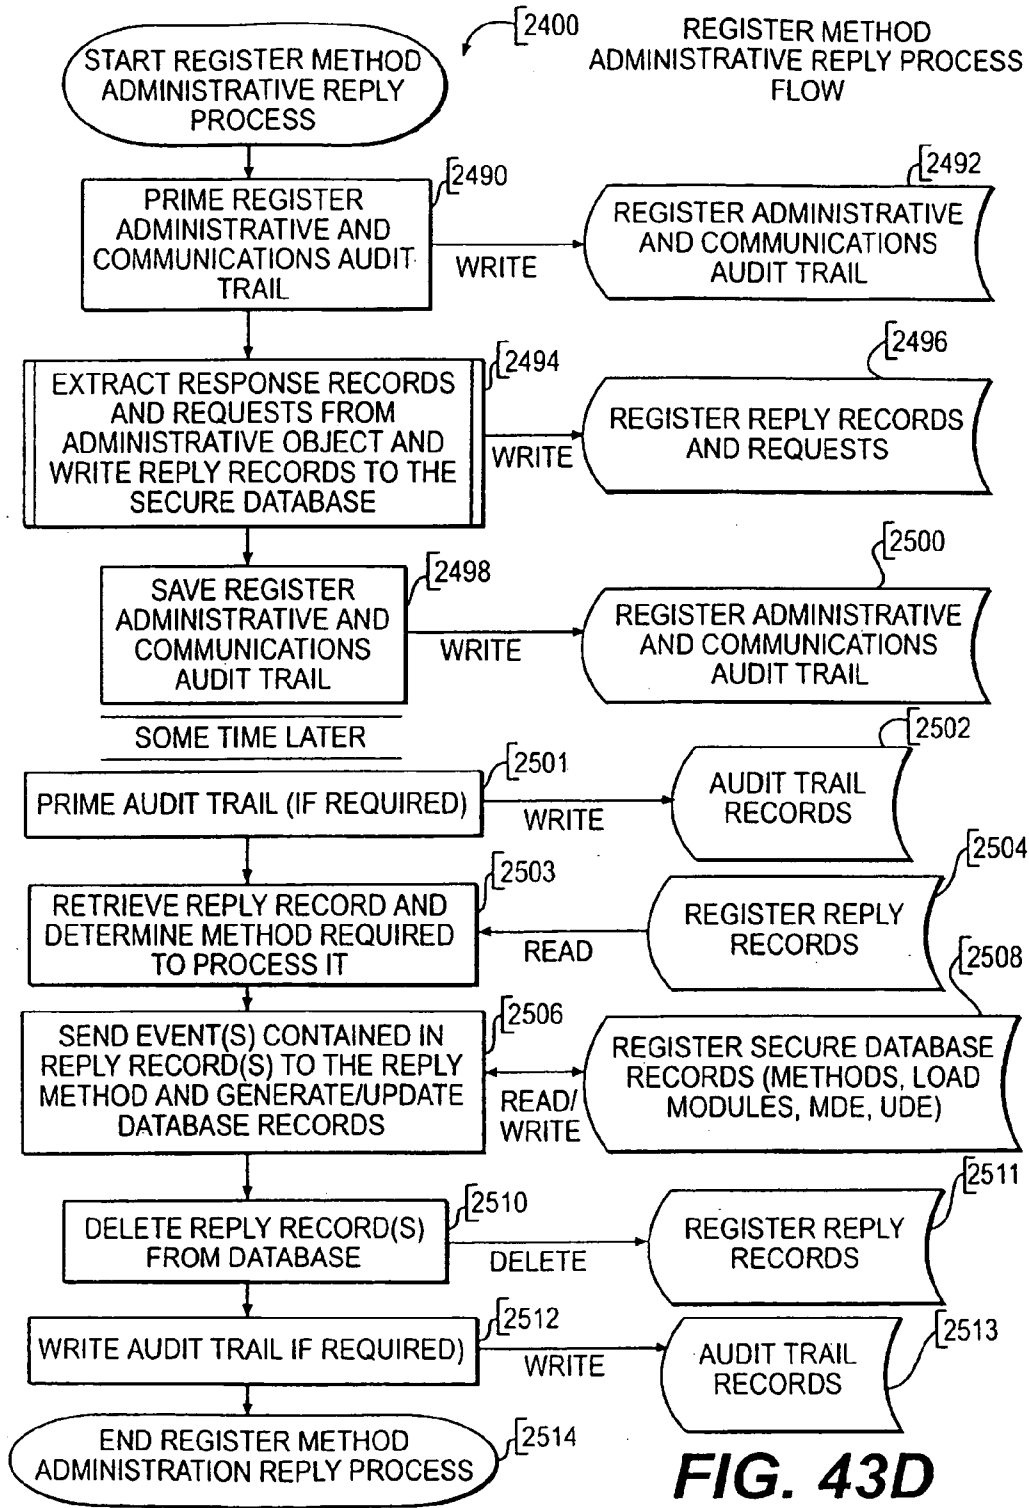 [2400
REGISTER METHOD
ADMINISTRATIVE REPLY PROCESS
FLOW
START REGISTER METHOD
ADMINISTRATIVE REPLY
PROCESS
[2490
PRIME REGISTER
ADMINISTRATIVE AND
COMMUNICATIONS AUDIT
TRAIL
WRITE
[2492
REGISTER ADMINISTRATIVE
AND COMMUNICATIONS
AUDIT TRAIL
[2494
EXTRACT RESPONSE RECORDS
AND REQUESTS FROM
ADMINISTRATIVE OBJECT AND
WRITE REPLY RECORDS TO THE
SECURE DATABASE
WRITE
[2496
REGISTER REPLY RECORDS
AND REQUESTS
[2498
SAVE REGISTER
ADMINISTRATIVE AND
COMMUNICATIONS
AUDIT TRAIL
WRITE
[2500
REGISTER ADMINISTRATIVE
AND COMMUNICATIONS
AUDIT TRAIL
SOME TIME LATER
[2501
PRIME AUDIT TRAIL (IF REQUIRED)
WRITE
[2502
AUDIT TRAIL
RECORDS
[2503
RETRIEVE REPLY RECORD AND
DETERMINE METHOD REQUIRED
TO PROCESS IT
READ
[2504
REGISTER REPLY
RECORDS
[2506
SEND EVENT(S) CONTAINED IN
REPLY RECORD(S) TO THE REPLY
METHOD AND GENERATE/UPDATE
DATABASE RECORDS
READ/
WRITE
[2508
REGISTER SECURE DATABASE
RECORDS (METHODS, LOAD
MODULES, MDE, UDE)
[2510
DELETE REPLY RECORD(S)
FROM DATABASE
DELETE
[2511
REGISTER REPLY
RECORDS
[2512
WRITE AUDIT TRAIL IF REQUIRED)
WRITE
[2513
AUDIT TRAIL
RECORDS
[2514
END REGISTER METHOD
ADMINISTRATION REPLY PROCESS
FIG. 43D